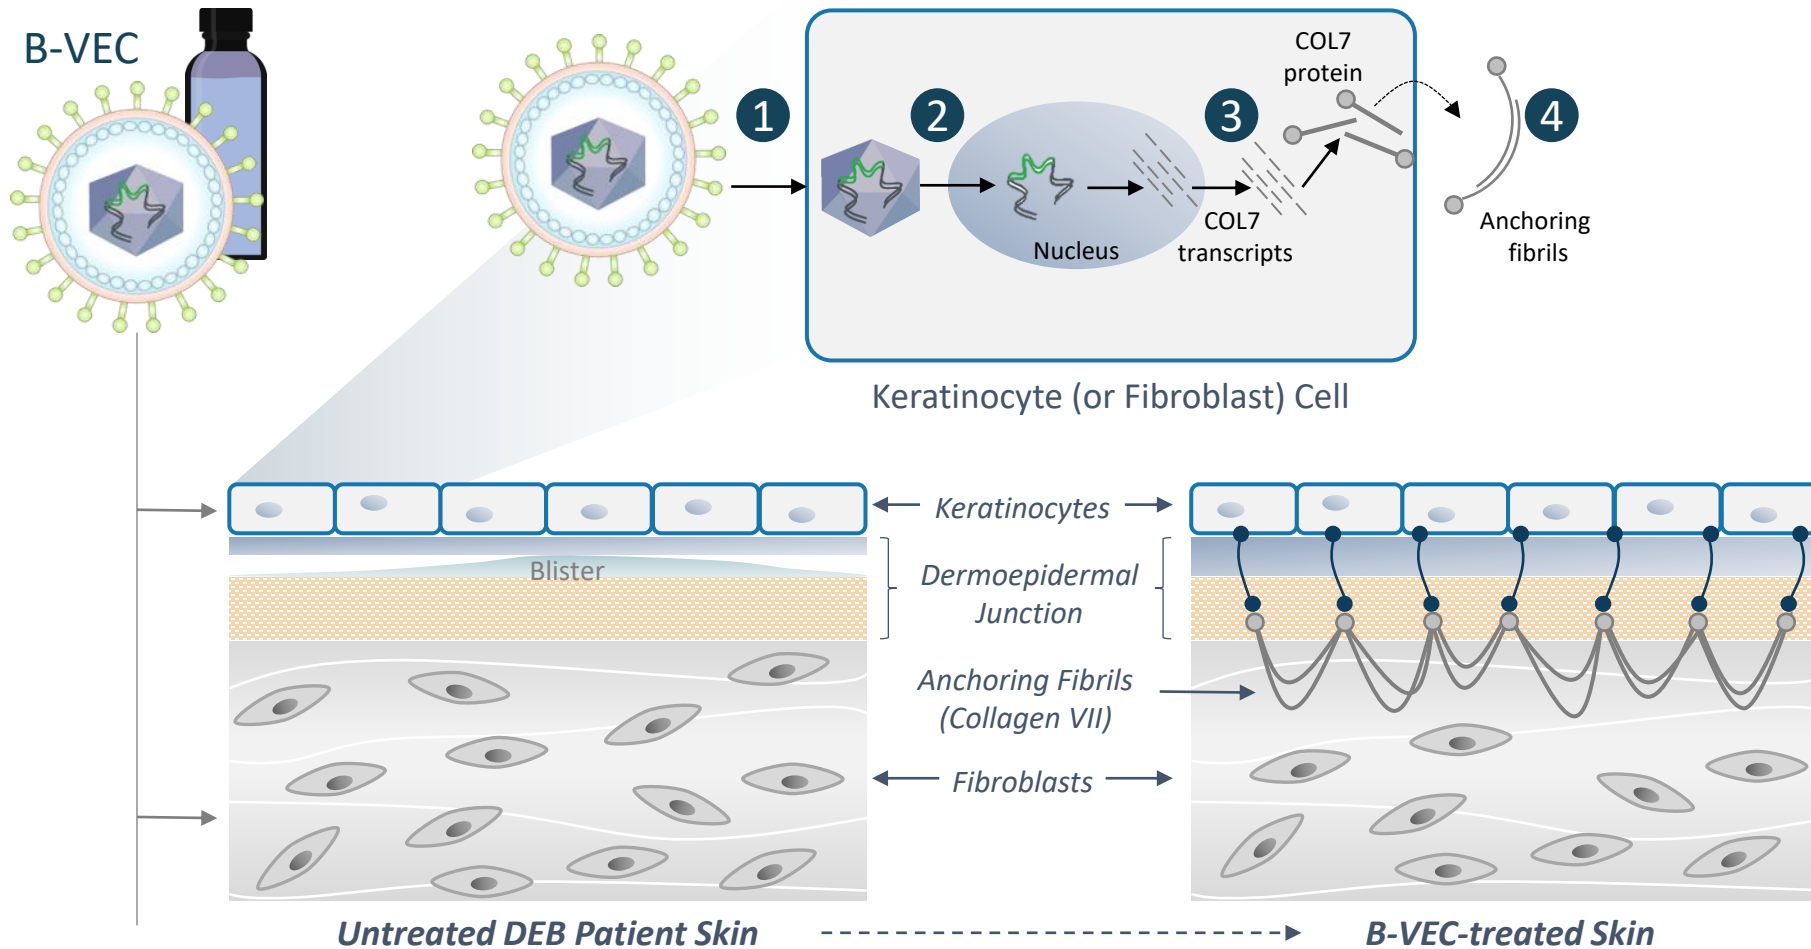 B-VEC
1
2
3
4
COL7
protein
Nucleus
COL7
transcripts
Anchoring
fibrils
Keratinocyte (or Fibroblast) Cell
Keratinocytes
Blister
Dermoepidermal
Junction
Anchoring Fibrils
(Collagen VII)
Fibroblasts
Untreated DEB Patient Skin
B-VEC-treated Skin